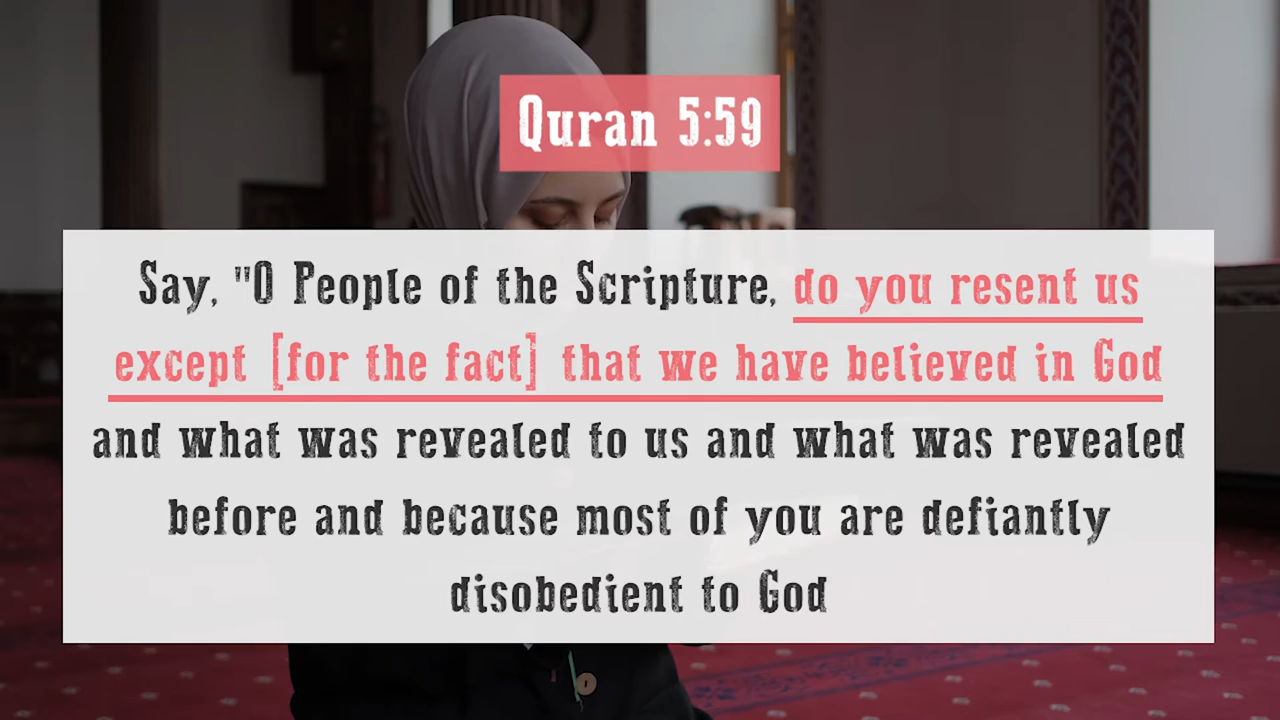 Quran 5:59
Say, "O People of the Scripture, do you resent us
except [for the fact] that we have believed in God
and what was revealed to us and what was revealed
before and because most of you are defiantly
disobedient to God